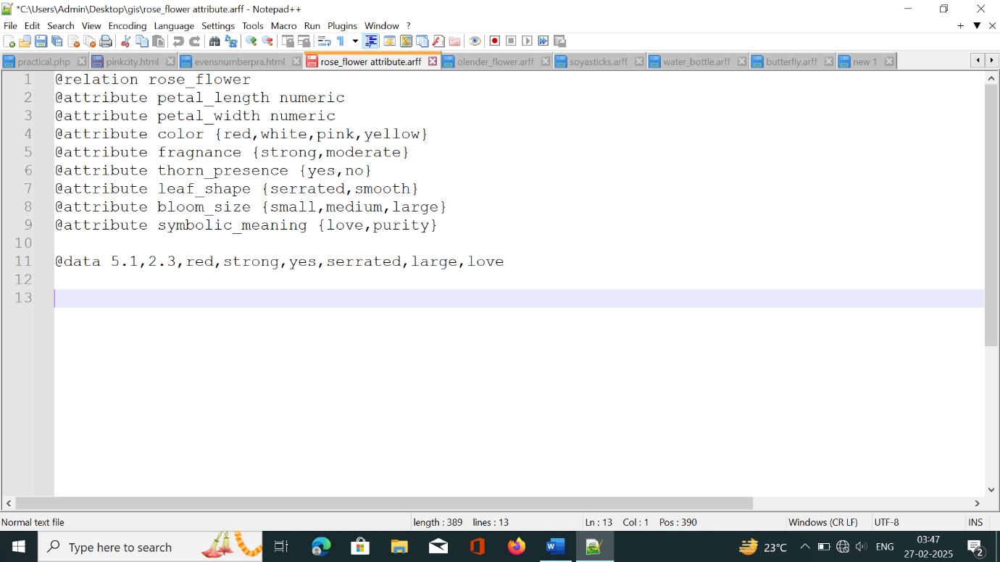 *C:\Users\Admin\Desktop\gis\rose_flower attribute.arff - Notepad++
File Edit Search View Encoding Language Settings Tools Macro Run Plugins Window ?
practical.php pinkcity.html evensnumberpra.html rose_flower attribute.arff olender_flower.arff soyasticks.arff water_bottle.arff butterfly.arff new 1
1 @relation rose_flower
2 @attribute petal_length numeric
3 @attribute petal_width numeric
4 @attribute color {red,white,pink,yellow}
5 @attribute fragnance {strong,moderate}
6 @attribute thorn_presence {yes,no}
7 @attribute leaf_shape {serrated,smooth}
8 @attribute bloom_size {small,medium,large}
9 @attribute symbolic_meaning {love,purity}
10
11 @data 5.1,2.3,red,strong,yes,serrated,large,love
12
13
Normal text file length : 389 lines : 13 Ln : 13 Col : 1 Pos : 390 Windows (CR LF) UTF-8 INS
Type here to search 23°C ENG 03:47
27-02-2025 2